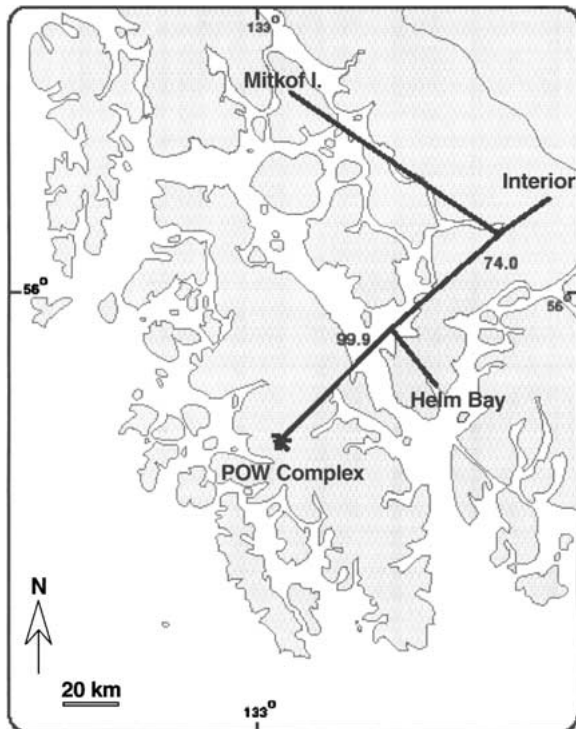 133°
Mitkof I.
Interior
74.0
56°
56°
99.9
Helm Bay
POW Complex
N
20 km
133°